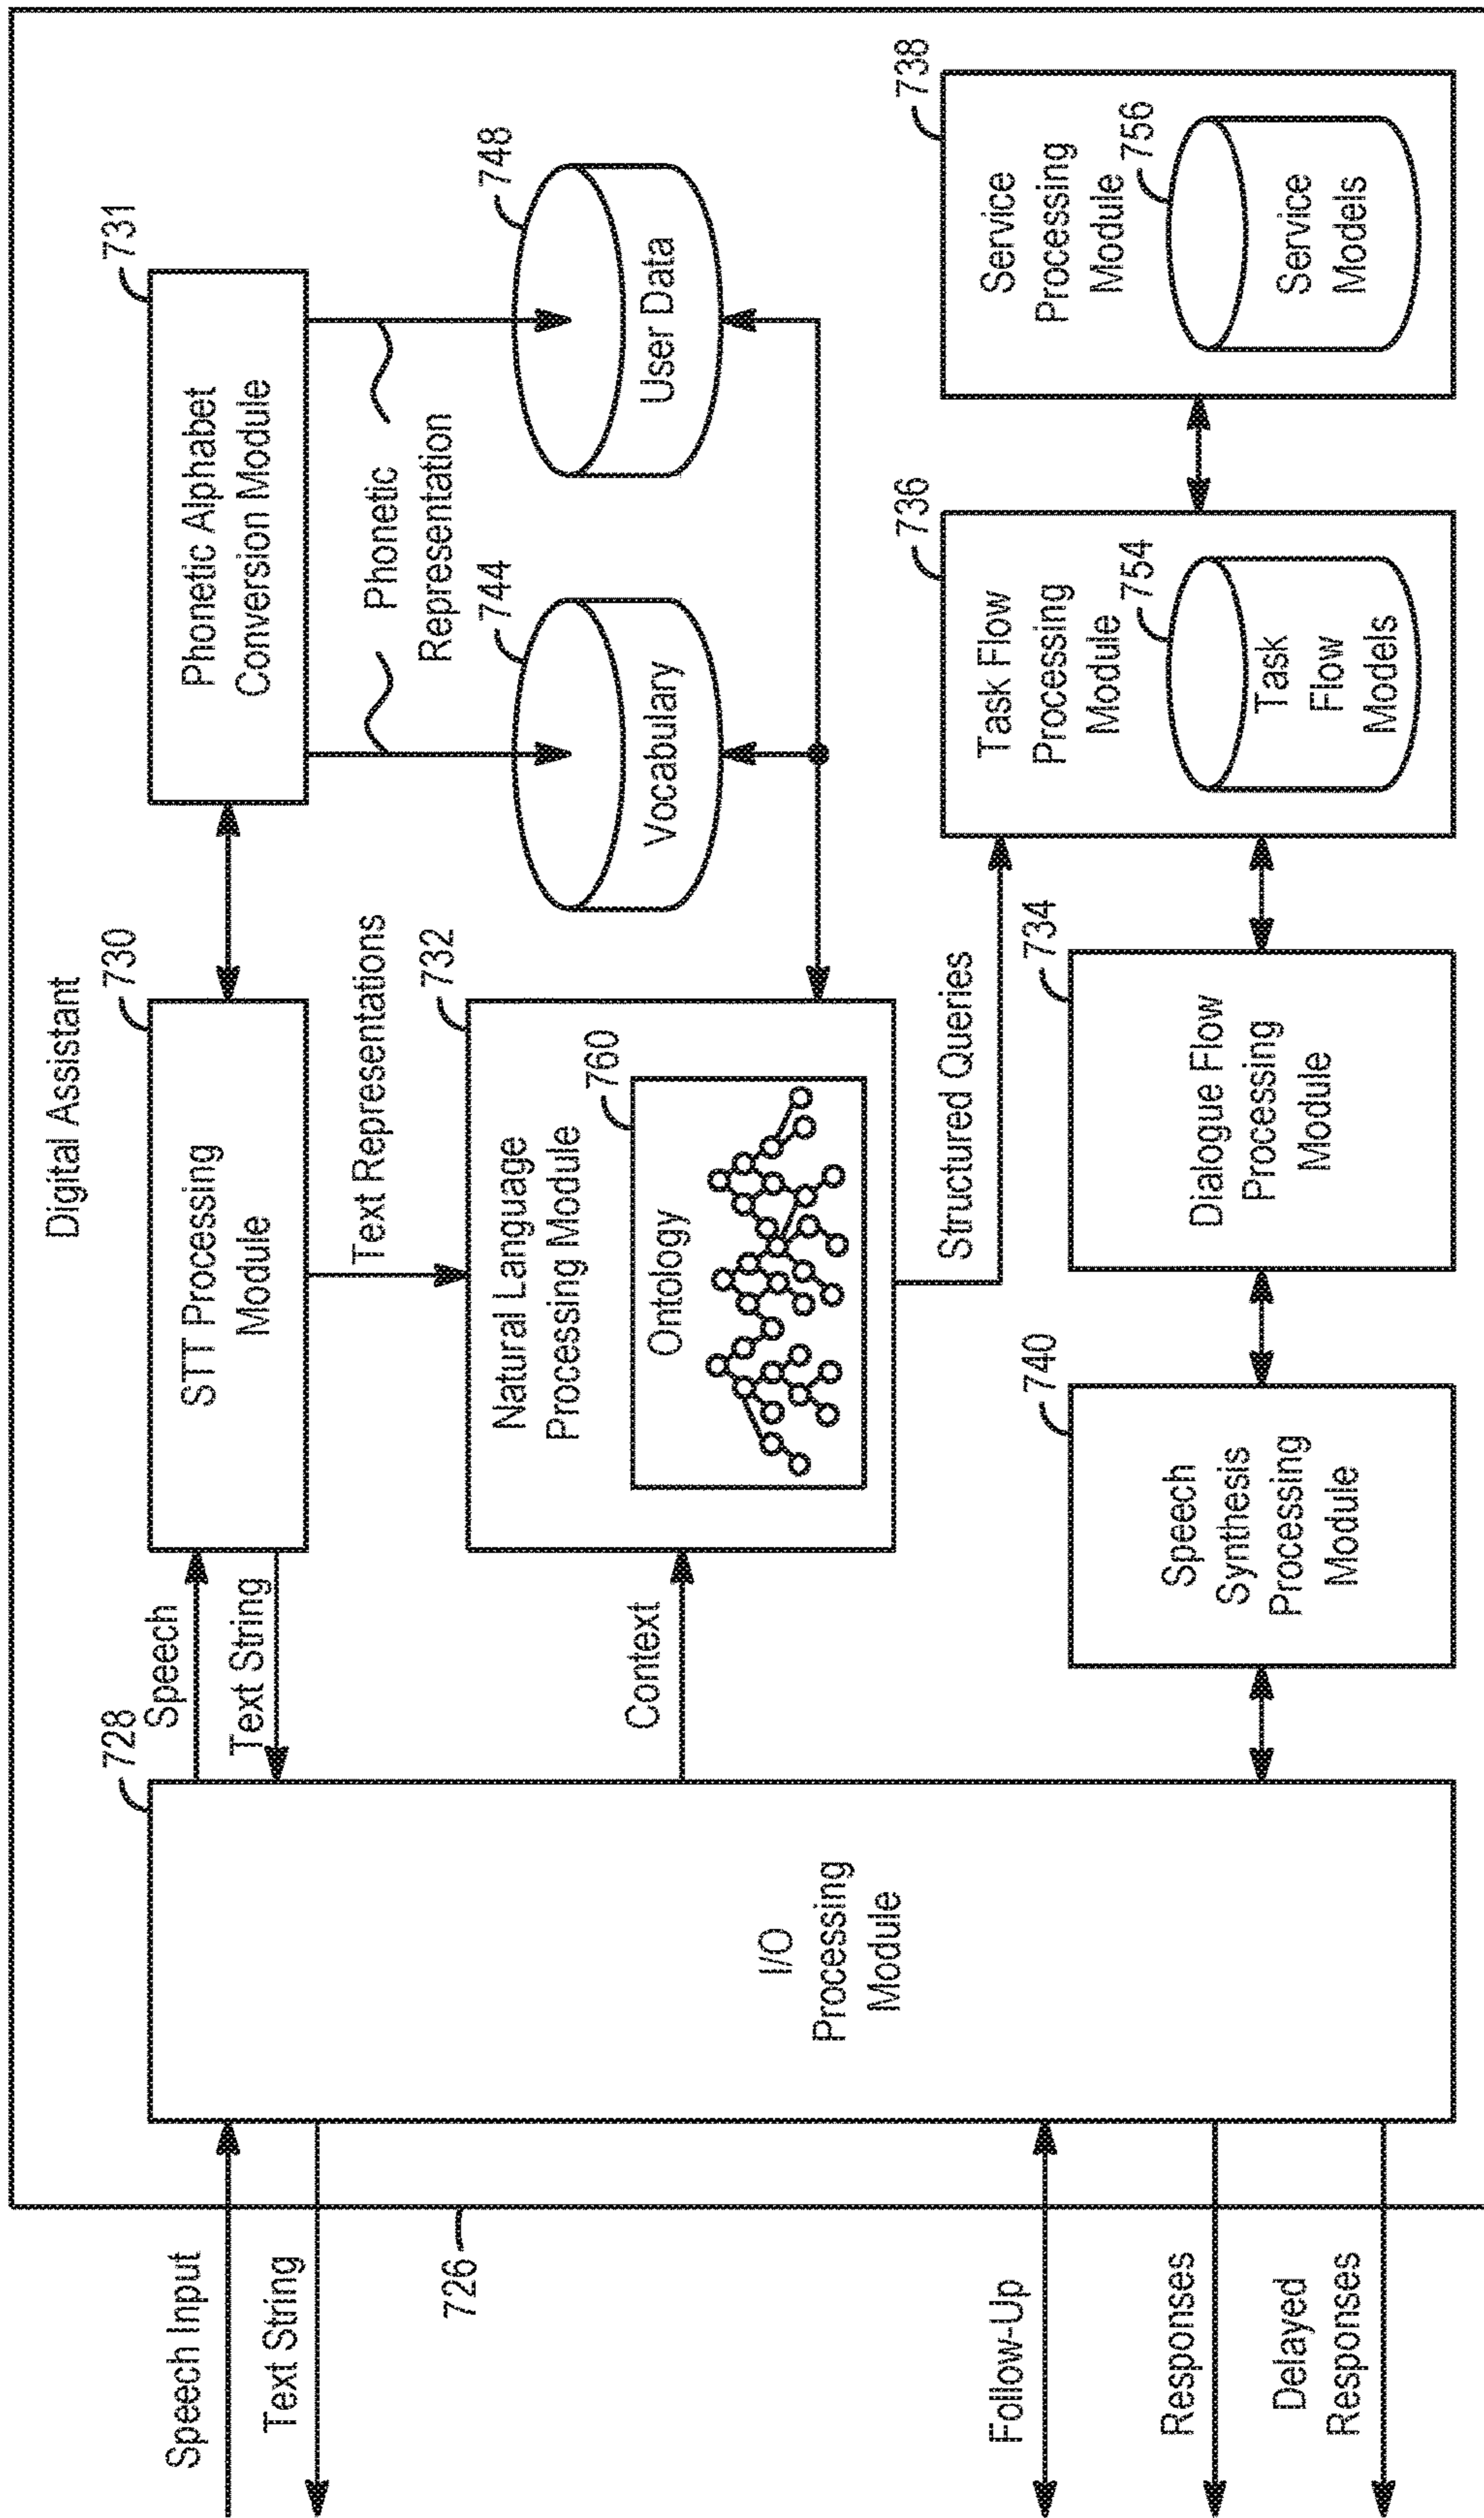 Digital Assistant
Speech Input
Text String
726
728
I/O
Processing
Module
Speech
Text String
Context
730
STT Processing
Module
731
Phonetic Alphabet
Conversion Module
Text Representations
Phonetic
Representation
732
Natural Language
Processing Module
760
Ontology
744
Vocabulary
748
User Data
Structured Queries
Follow-Up
Responses
Delayed
Responses
740
Speech
Synthesis
Processing
Module
734
Dialogue Flow
Processing
Module
736
Task Flow
Processing
Module
754
Task
Flow
Models
738
Service
Processing
Module
756
Service
Models